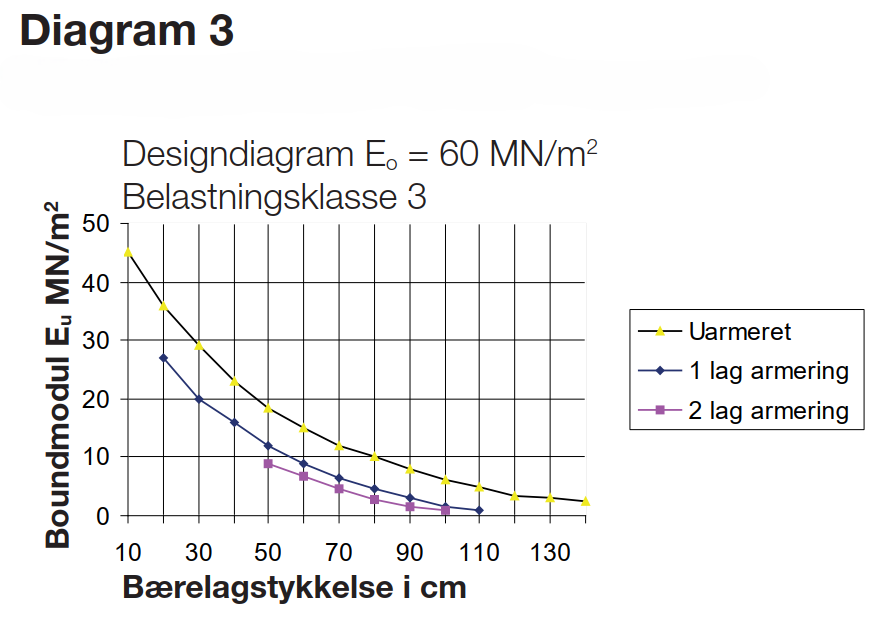 Diagram 3
Designdiagram Eₒ = 60 MN/m²
Belastningsklasse 3
Boundmodul Eᵤ MN/m²
50
40
30
20
10
0
10 30 50 70 90 110 130
Bærelagstykkelse i cm
Uarmeret
1 lag armering
2 lag armering